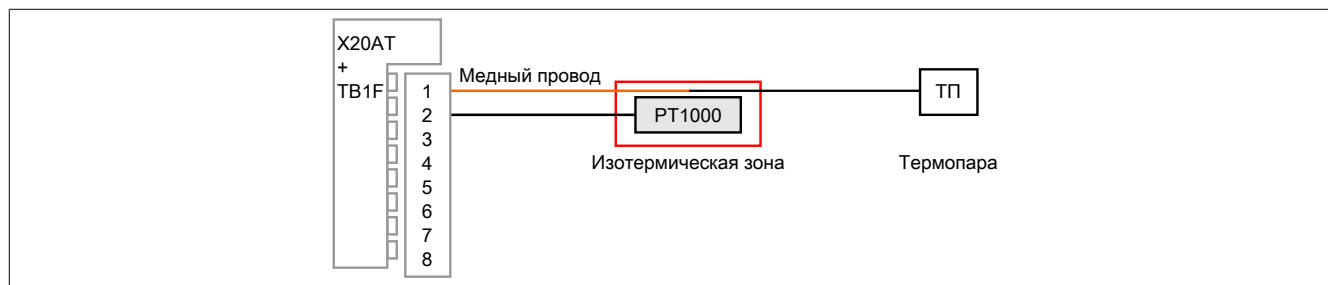 X20AT
+
TB1F
1
2
3
4
5
6
7
8
Медный провод
PT1000
Изотермическая зона
ТП
Термопара